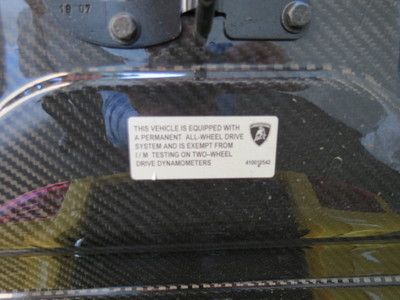 19 07
THIS VEHICLE IS EQUIPPED WITH
A PERMANENT ALL-WHEEL DRIVE
SYSTEM AND IS EXEMPT FROM
I / M TESTING ON TWO-WHEEL
DRIVE DYNAMOMETERS
410010542